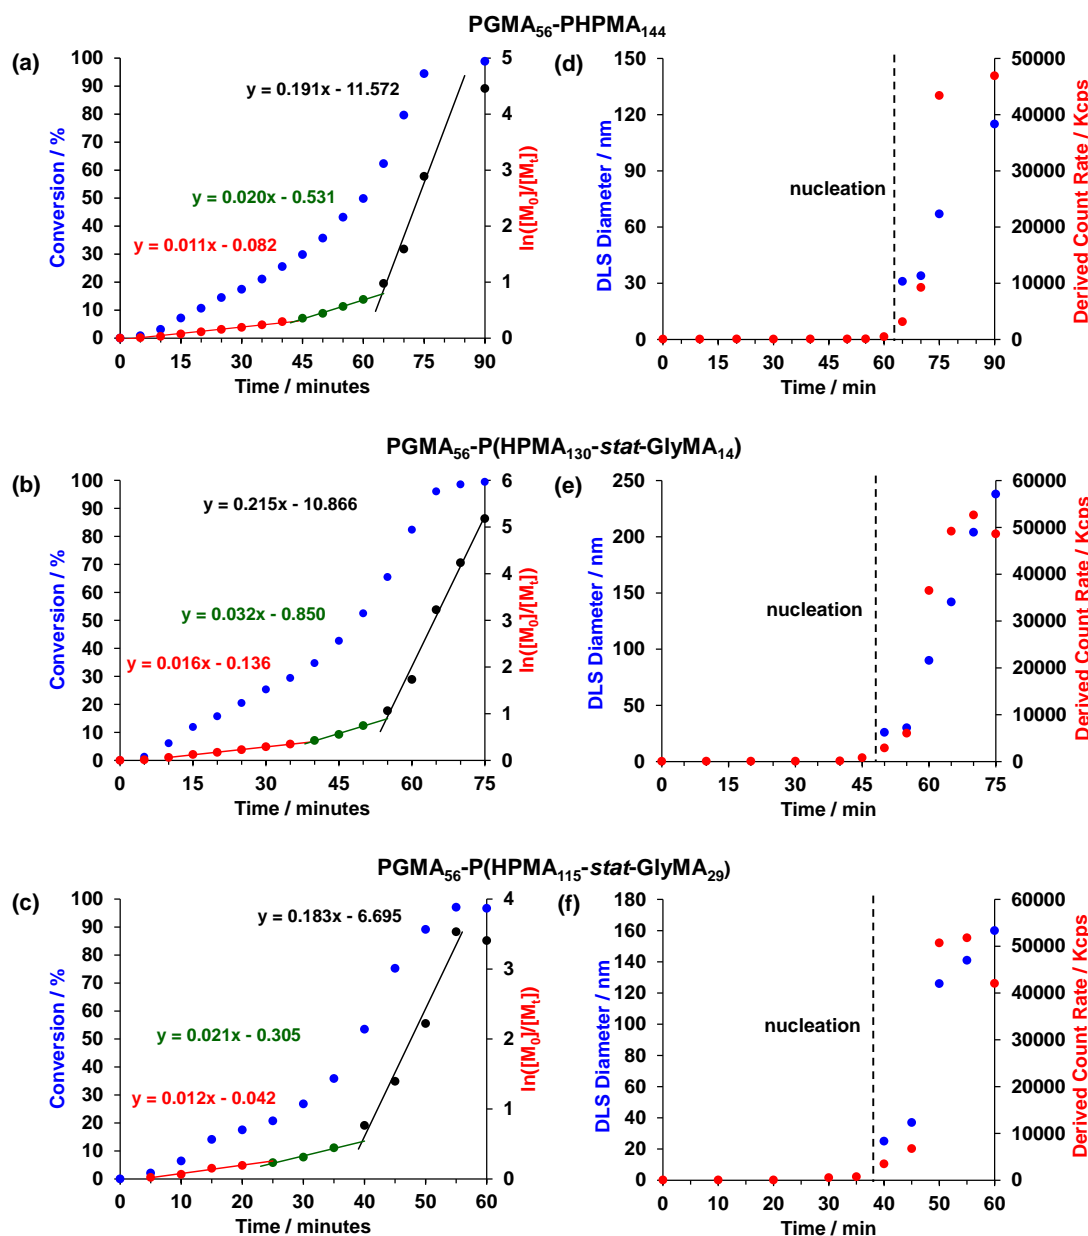 PGMA56-PHPMA144
(a)
y = 0.191x - 11.572
y = 0.020x - 0.531
y = 0.011x - 0.082
Conversion / %
100
90
80
70
60
50
40
30
20
10
0
ln([M0]/[Mt])
5
4
3
2
1
0
0 15 30 45 60 75 90
Time / minutes
(d)
nucleation
DLS Diameter / nm
150
120
90
60
30
0
Derived Count Rate / Kcps
50000
40000
30000
20000
10000
0
0 15 30 45 60 75 90
Time / min
PGMA56-P(HPMA130-stat-GlyMA14)
(b)
y = 0.215x - 10.866
y = 0.032x - 0.850
y = 0.016x - 0.136
Conversion / %
100
90
80
70
60
50
40
30
20
10
0
ln([M0]/[Mt])
6
5
4
3
2
1
0
0 15 30 45 60 75
Time / minutes
(e)
nucleation
DLS Diameter / nm
250
200
150
100
50
0
Derived Count Rate / Kcps
60000
50000
40000
30000
20000
10000
0
0 15 30 45 60 75
Time / min
PGMA56-P(HPMA115-stat-GlyMA29)
(c)
y = 0.183x - 6.695
y = 0.021x - 0.305
y = 0.012x - 0.042
Conversion / %
100
90
80
70
60
50
40
30
20
10
0
ln([M0]/[Mt])
4
3
2
1
0
0 10 20 30 40 50 60
Time / minutes
(f)
nucleation
DLS Diameter / nm
180
160
140
120
100
80
60
40
20
0
Derived Count Rate / Kcps
60000
50000
40000
30000
20000
10000
0
0 10 20 30 40 50 60
Time / min